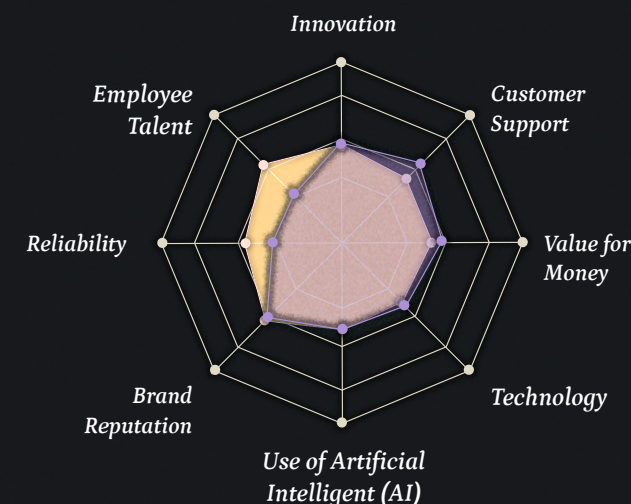 Innovation
Employee
Talent
Customer
Support
Reliability
Value for
Money
Brand
Reputation
Technology
Use of Artificial
Intelligent (AI)